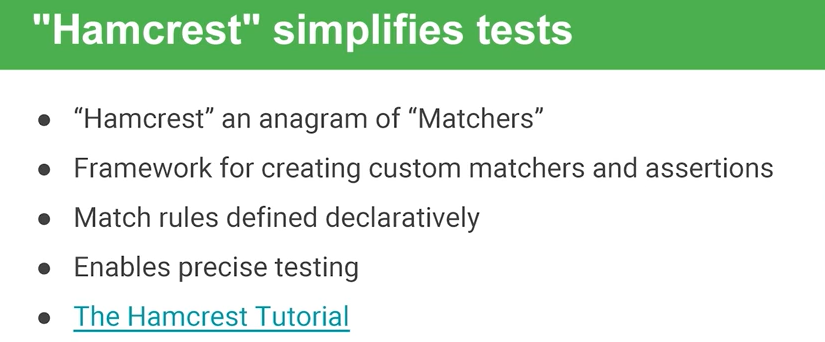 "Hamcrest" simplifies tests
● “Hamcrest” an anagram of “Matchers”
● Framework for creating custom matchers and assertions
● Match rules defined declaratively
● Enables precise testing
● The Hamcrest Tutorial